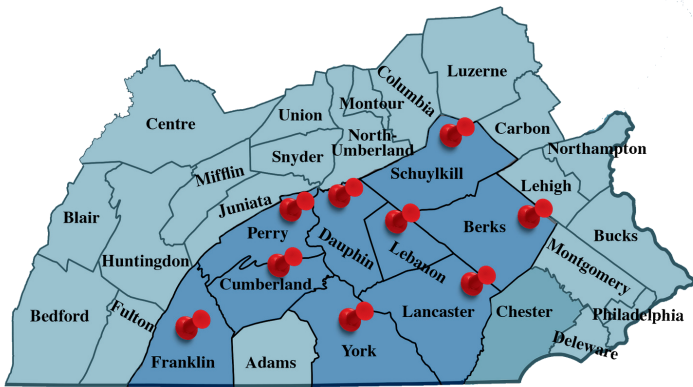 Luzerne
Columbia
Montour
Union
Centre
Carbon
North-
Umberland
Northampton
Snyder
Mifflin
Schuylkill
Lehigh
Juniata
Blair
Perry
Dauphin
Berks
Bucks
Lebanon
Huntingdon
Montgomery
Cumberland
Bedford
Fulton
Lancaster
Chester
Philadelphia
Deleware
Franklin
Adams
York